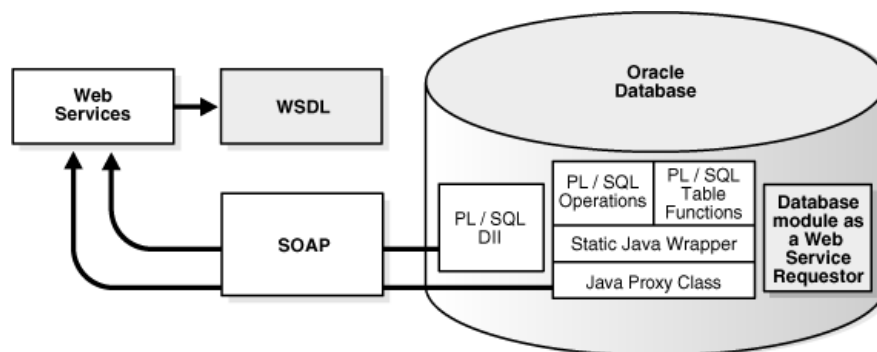 Oracle
Database
Web
Services
WSDL
SOAP
PL / SQL
DII
PL / SQL
Operations
PL / SQL
Table
Functions
Static Java Wrapper
Java Proxy Class
Database
module as
a Web
Service
Requestor